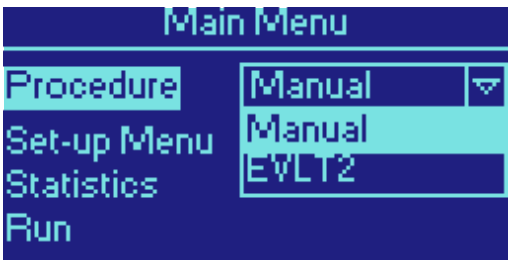 Main Menu
Procedure Manual
Manual
Set-up Menu
EVLT2
Statistics
Run